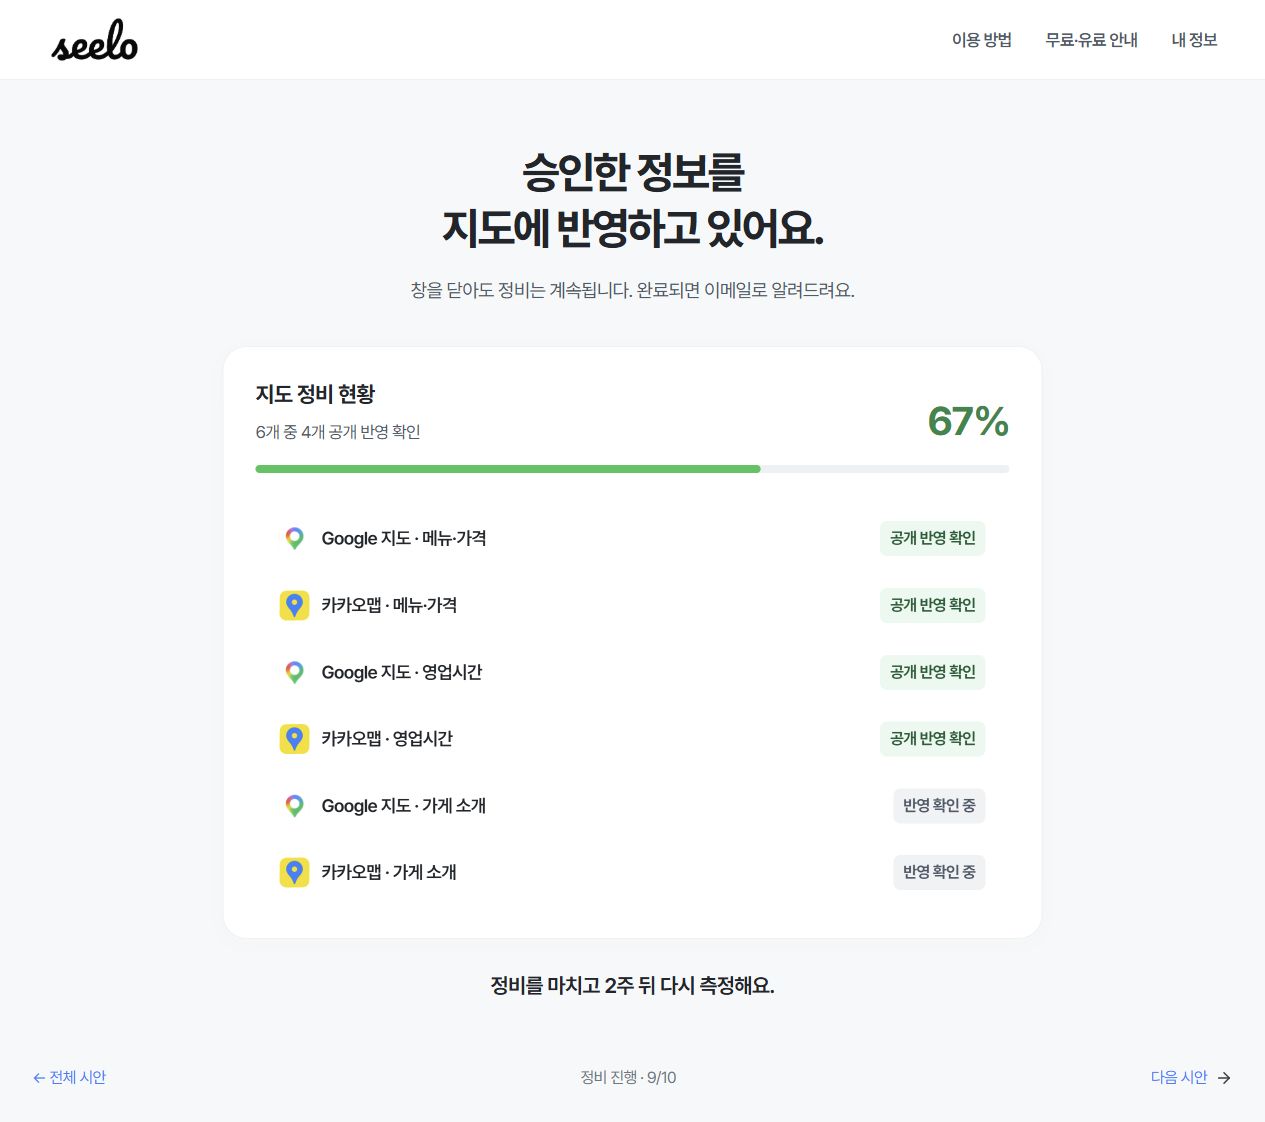 seelo
이용 방법
무료·유료 안내
내 정보
승인한 정보를
지도에 반영하고 있어요.
창을 닫아도 정비는 계속됩니다. 완료되면 이메일로 알려드려요.
지도 정비 현황
6개 중 4개 공개 반영 확인
67%
Google 지도 · 메뉴·가격
공개 반영 확인
카카오맵 · 메뉴·가격
공개 반영 확인
Google 지도 · 영업시간
공개 반영 확인
카카오맵 · 영업시간
공개 반영 확인
Google 지도 · 가게 소개
반영 확인 중
카카오맵 · 가게 소개
반영 확인 중
정비를 마치고 2주 뒤 다시 측정해요.
← 전체 시안
정비 진행 · 9/10
다음 시안 →